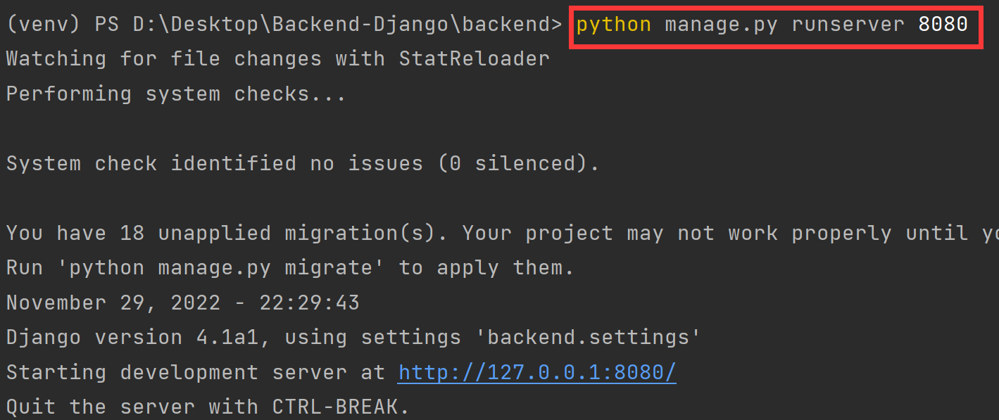 (venv) PS D:\Desktop\Backend-Django\backend> python manage.py runserver 8080
Watching for file changes with StatReloader
Performing system checks...
System check identified no issues (0 silenced).
You have 18 unapplied migration(s). Your project may not work properly until
Run 'python manage.py migrate' to apply them.
November 29, 2022 - 22:29:43
Django version 4.1a1, using settings 'backend.settings'
Starting development server at http://127.0.0.1:8080/
Quit the server with CTRL-BREAK.